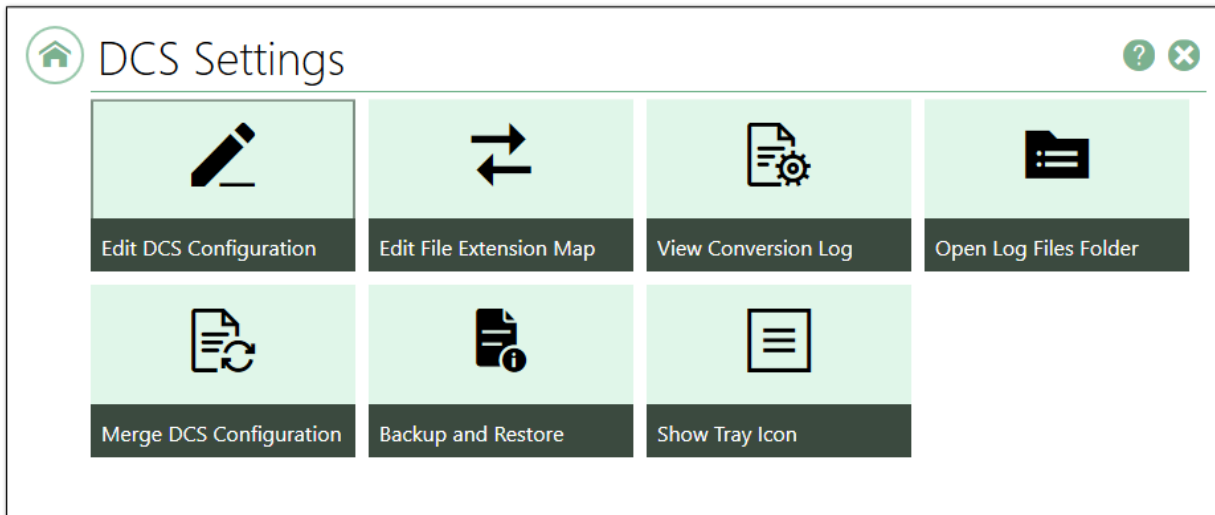 DCS Settings
?
Edit DCS Configuration
Edit File Extension Map
View Conversion Log
Open Log Files Folder
Merge DCS Configuration
Backup and Restore
Show Tray Icon